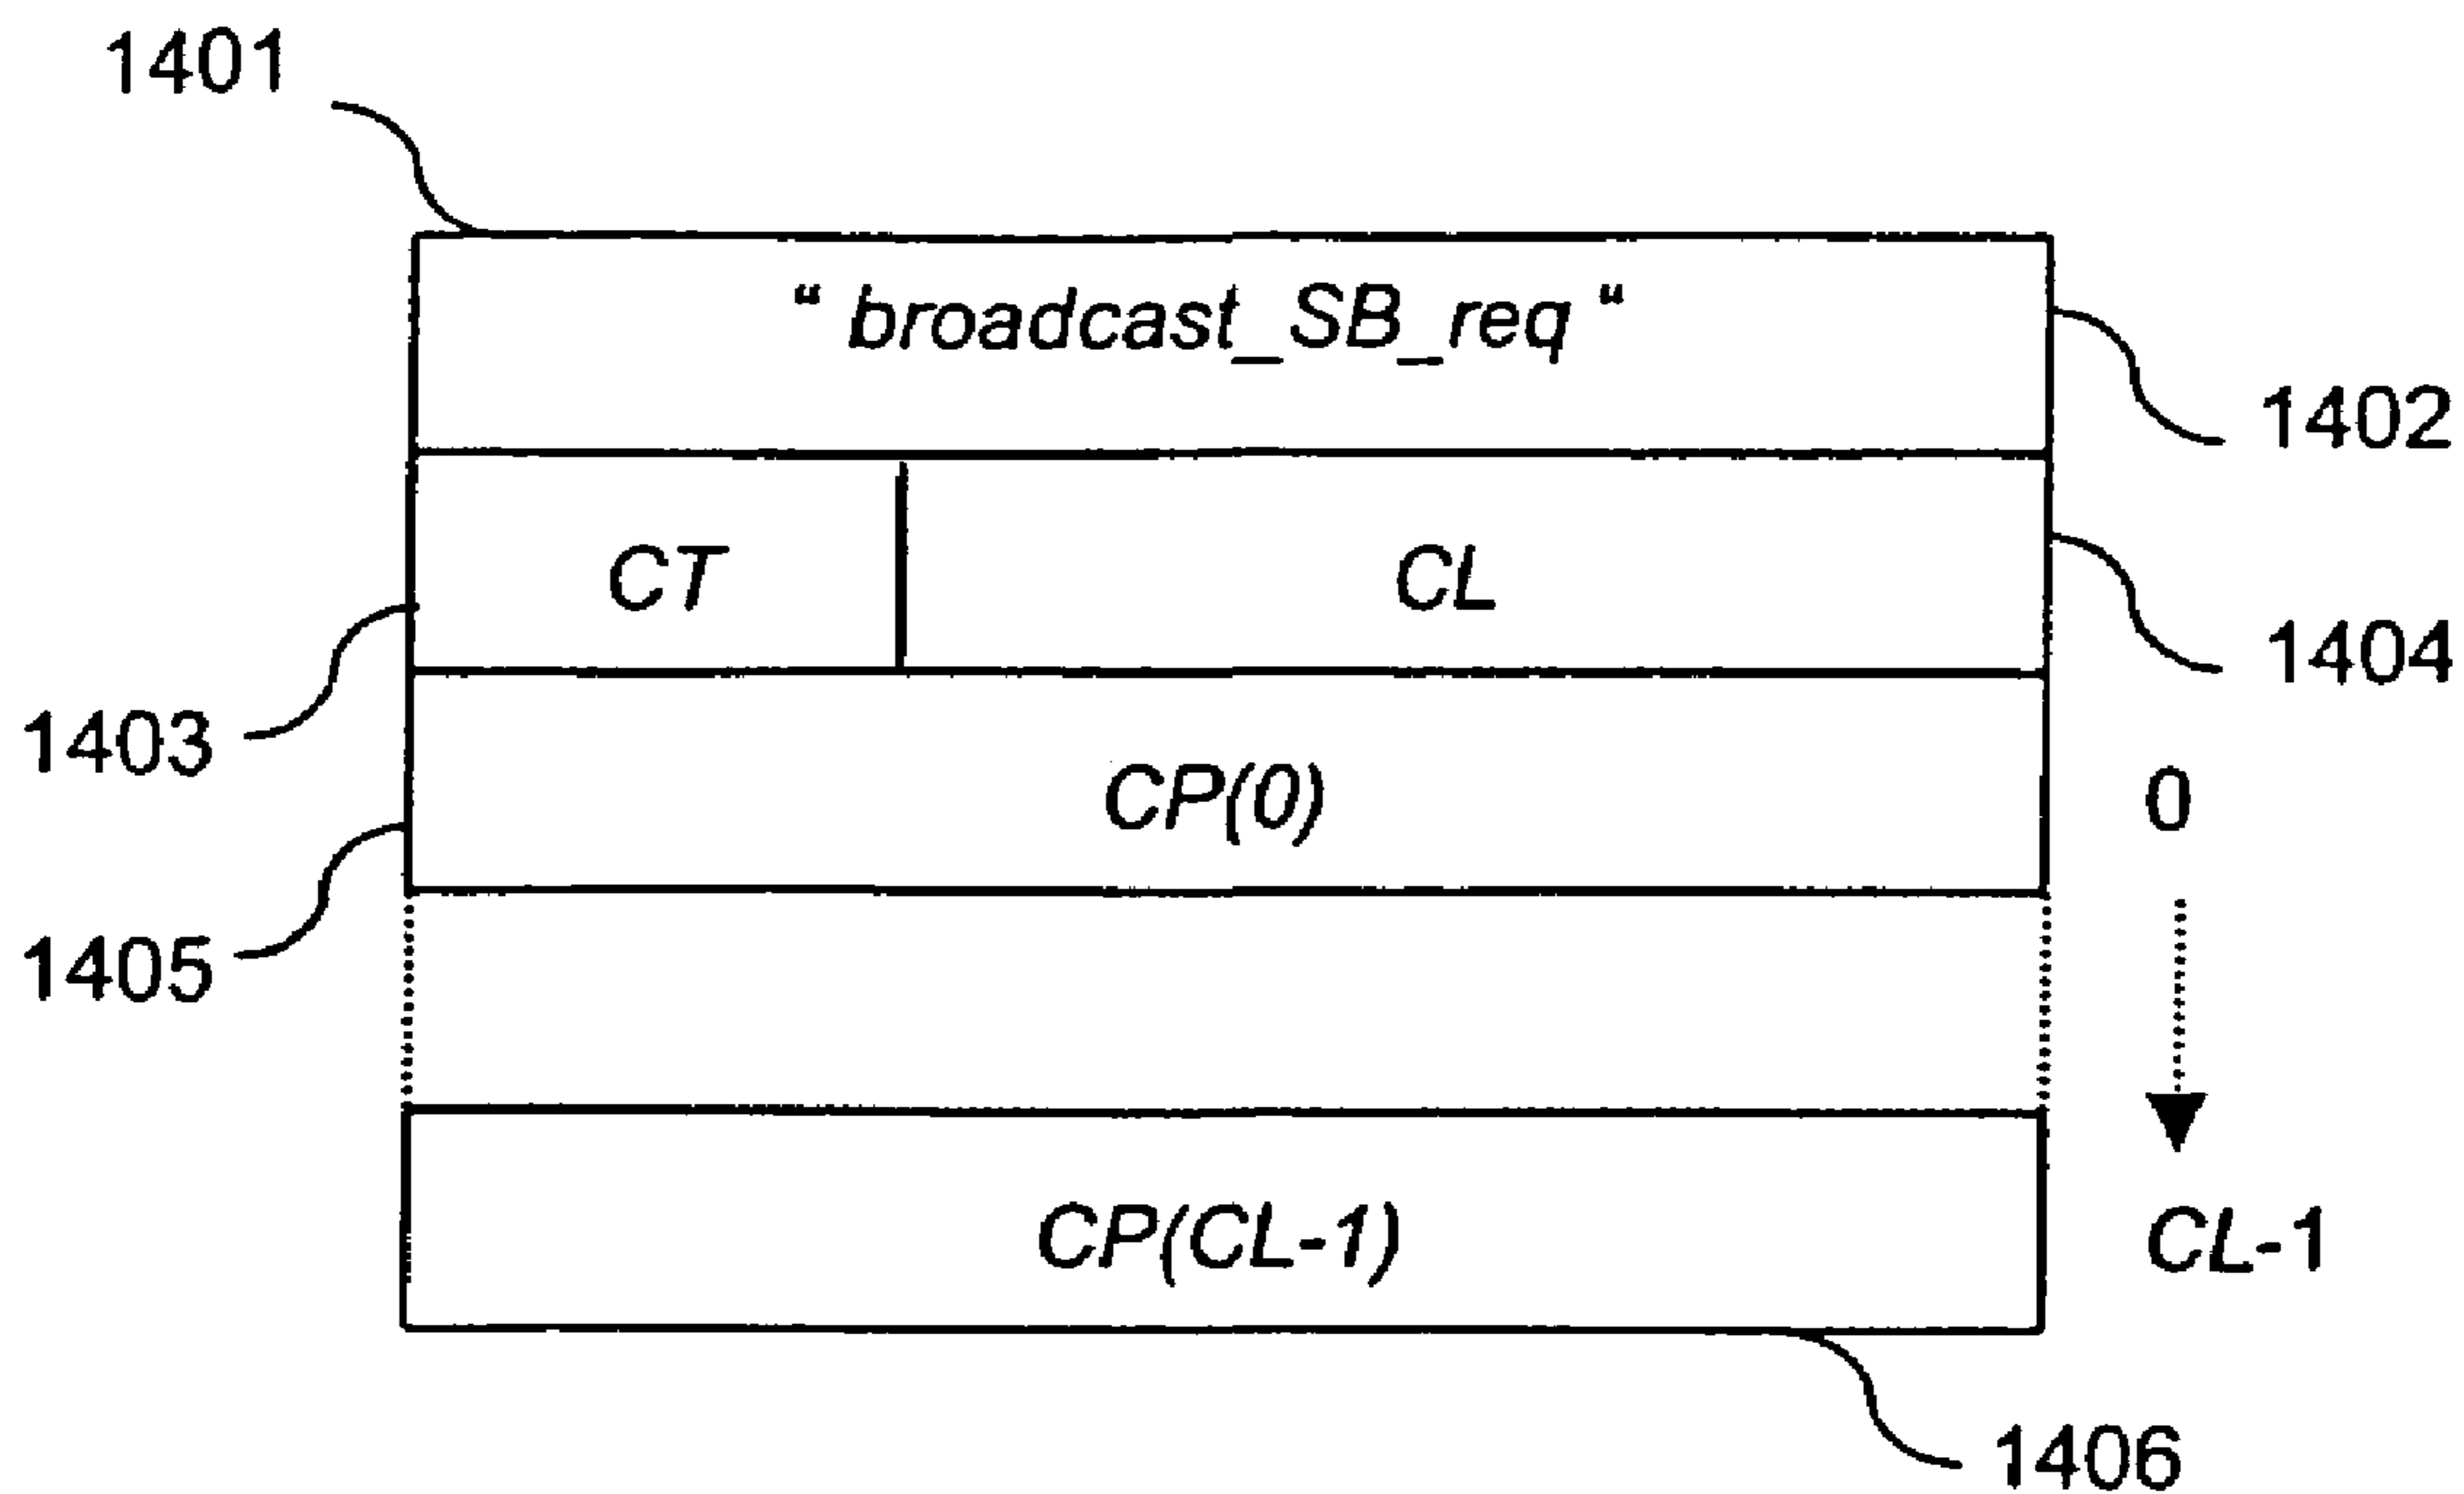 1401
“ broadcast_SB_req “
1402
CT CL
1404
1403
CP(0) 0
1405
CP(CL-1) CL-1
1406